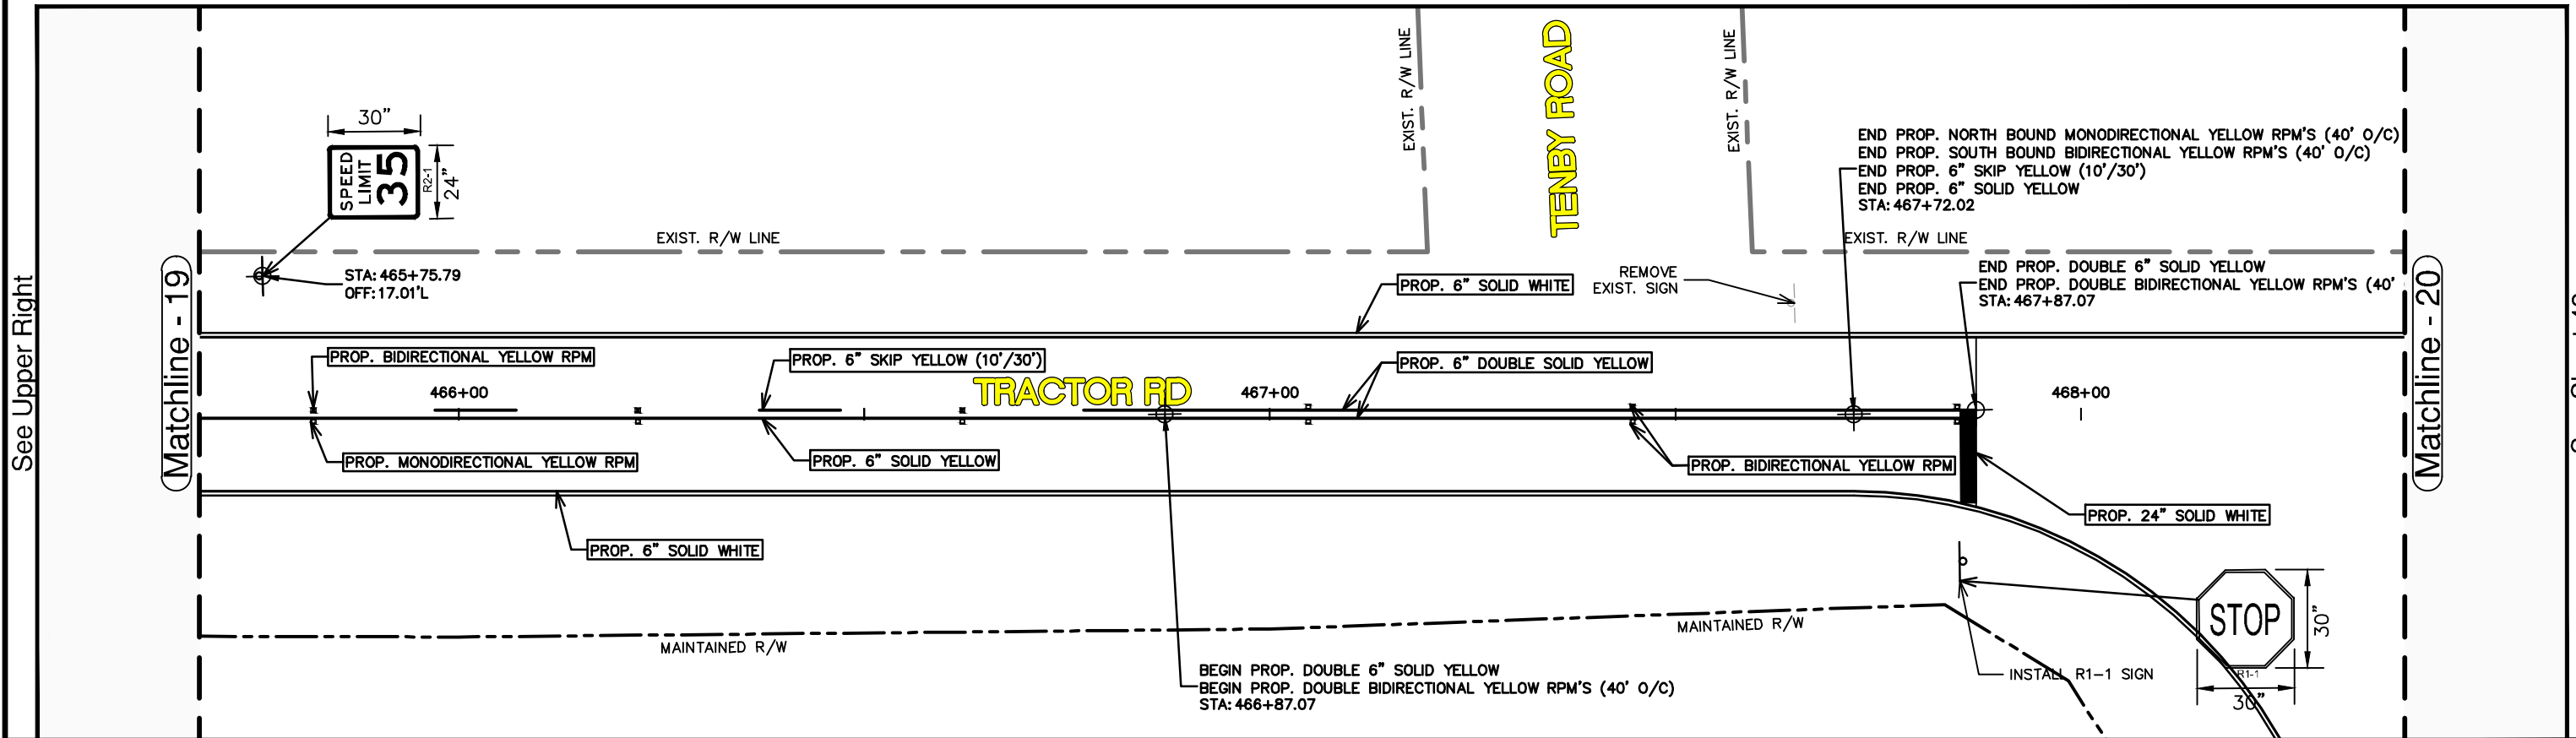 See Upper Right
Matchline - 19
30"
SPEED
LIMIT
35
R2-1
24"
STA: 465+75.79
OFF: 17.01'L
EXIST. R/W LINE
EXIST. R/W LINE
TENBY ROAD
EXIST. R/W LINE
EXIST. R/W LINE
END PROP. NORTH BOUND MONODIRECTIONAL YELLOW RPM'S (40' O/C)
END PROP. SOUTH BOUND BIDIRECTIONAL YELLOW RPM'S (40' O/C)
END PROP. 6" SKIP YELLOW (10'/30')
END PROP. 6" SOLID YELLOW
STA: 467+72.02
END PROP. DOUBLE 6" SOLID YELLOW
END PROP. DOUBLE BIDIRECTIONAL YELLOW RPM'S (40'
STA: 467+87.07
REMOVE
EXIST. SIGN
PROP. 6" SOLID WHITE
PROP. BIDIRECTIONAL YELLOW RPM
PROP. 6" SKIP YELLOW (10'/30')
PROP. 6" DOUBLE SOLID YELLOW
466+00
TRACTOR RD
467+00
468+00
PROP. MONODIRECTIONAL YELLOW RPM
PROP. 6" SOLID YELLOW
PROP. BIDIRECTIONAL YELLOW RPM
PROP. 24" SOLID WHITE
PROP. 6" SOLID WHITE
MAINTAINED R/W
MAINTAINED R/W
BEGIN PROP. DOUBLE 6" SOLID YELLOW
BEGIN PROP. DOUBLE BIDIRECTIONAL YELLOW RPM'S (40' O/C)
STA: 466+87.07
INSTALL R1-1 SIGN
STOP
R1-1
30"
30"
Matchline - 20